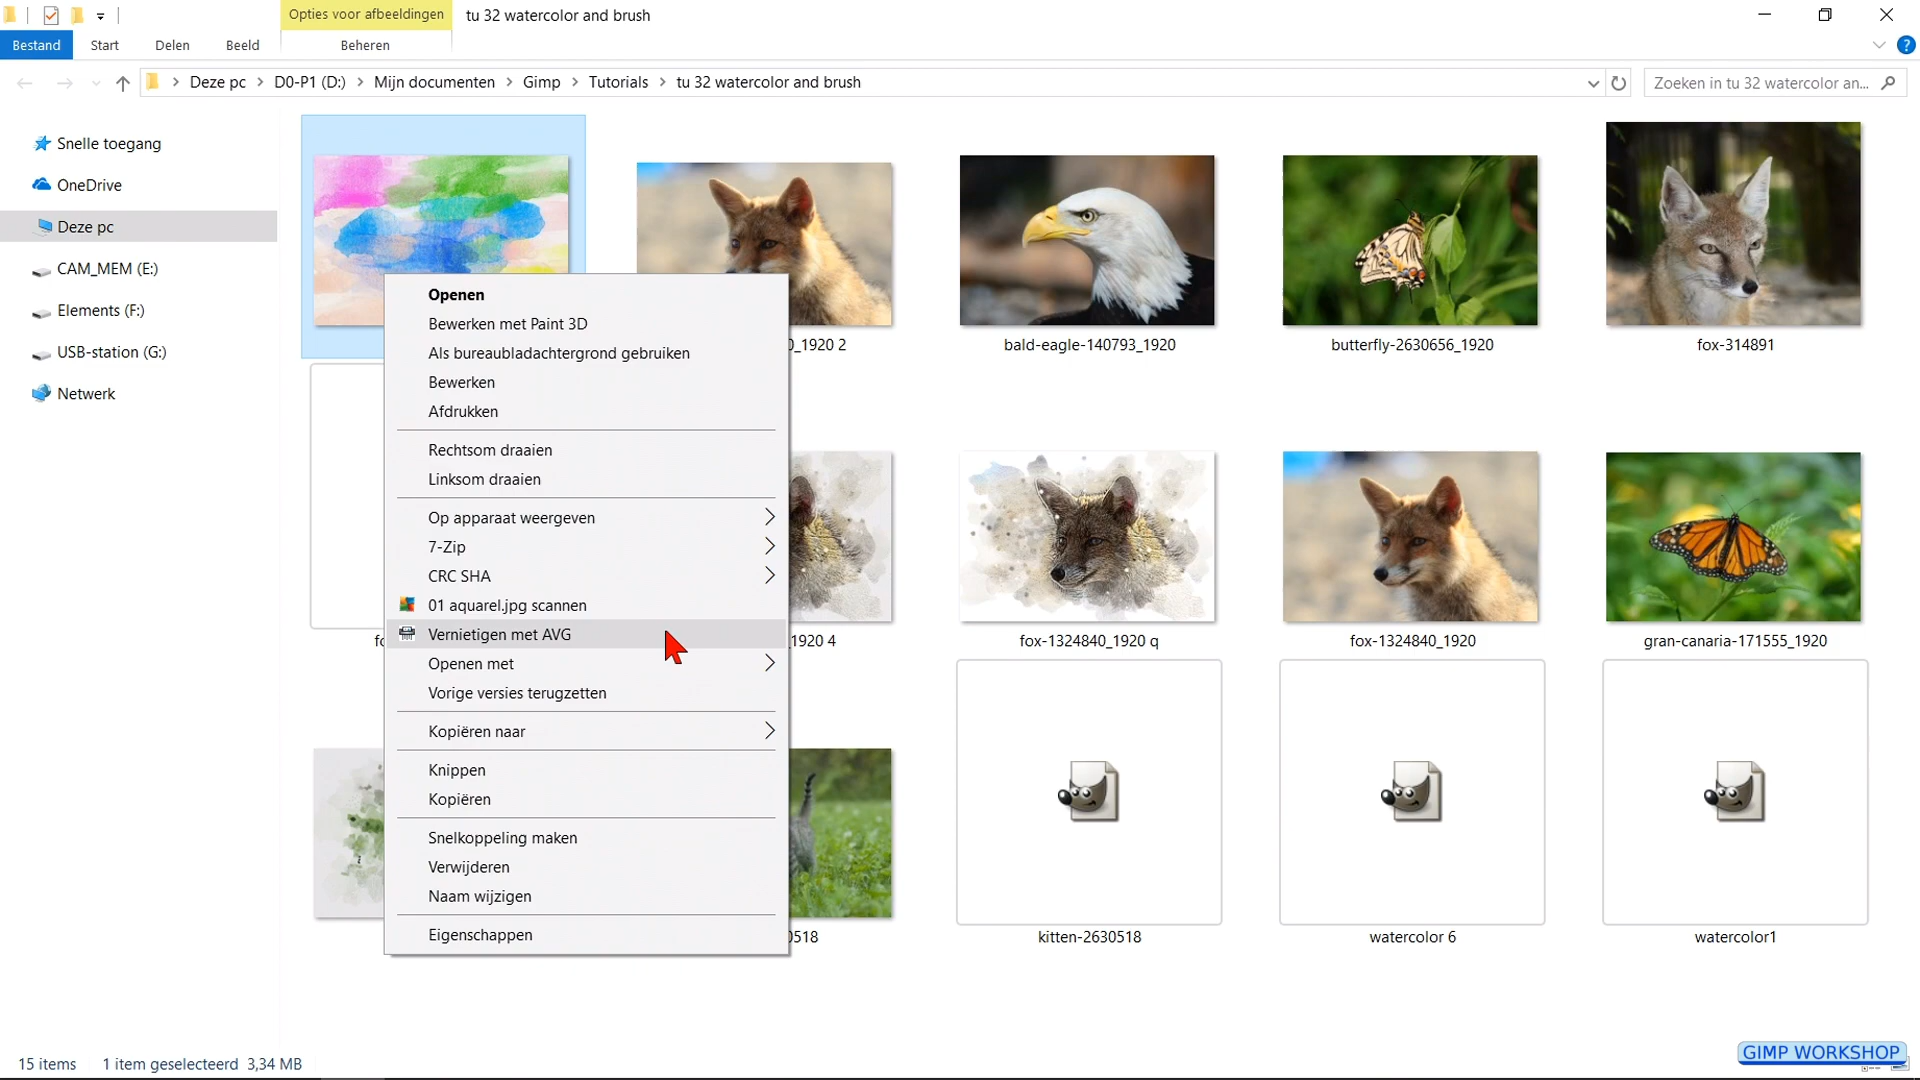 Opties voor afbeeldingen
tu 32 watercolor and brush
Bestand
Start
Delen
Beeld
Beheren
Deze pc
D0-P1 (D:)
Mijn documenten
Gimp
Tutorials
tu 32 watercolor and brush
Zoeken in tu 32 watercolor an...
Snelle toegang
OneDrive
Deze pc
CAM_MEM (E:)
Elements (F:)
USB-station (G:)
Netwerk
0_1920 2
bald-eagle-140793_1920
butterfly-2630656_1920
fox-314891
Openen
Bewerken met Paint 3D
Als bureaubladachtergrond gebruiken
Bewerken
Afdrukken
Rechtsom draaien
Linksom draaien
Op apparaat weergeven
7-Zip
CRC SHA
01 aquarel.jpg scannen
Vernietigen met AVG
Openen met
Vorige versies terugzetten
Kopiëren naar
Knippen
Kopiëren
Snelkoppeling maken
Verwijderen
Naam wijzigen
Eigenschappen
_1920 4
fox-1324840_1920 q
fox-1324840_1920
gran-canaria-171555_1920
0518
kitten-2630518
watercolor 6
watercolor1
15 items
1 item geselecteerd 3,34 MB
GIMP WORKSHOP